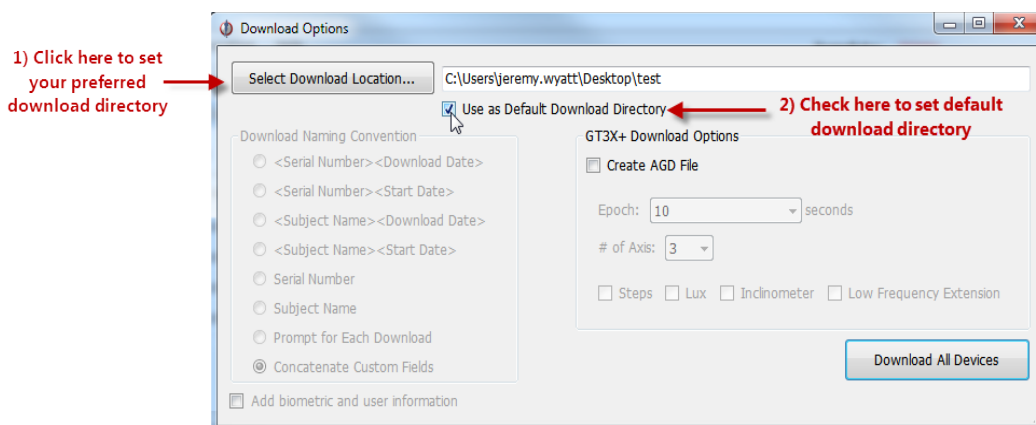 Download Options
1) Click here to set
your preferred
download directory
Select Download Location...
C:\Users\jeremy.wyatt\Desktop\test
Use as Default Download Directory
2) Check here to set default
download directory
Download Naming Convention
<Serial Number><Download Date>
<Serial Number><Start Date>
<Subject Name><Download Date>
<Subject Name><Start Date>
Serial Number
Subject Name
Prompt for Each Download
Concatenate Custom Fields
Add biometric and user information
GT3X+ Download Options
Create AGD File
Epoch: 10 seconds
# of Axis: 3
Steps Lux Inclinometer Low Frequency Extension
Download All Devices